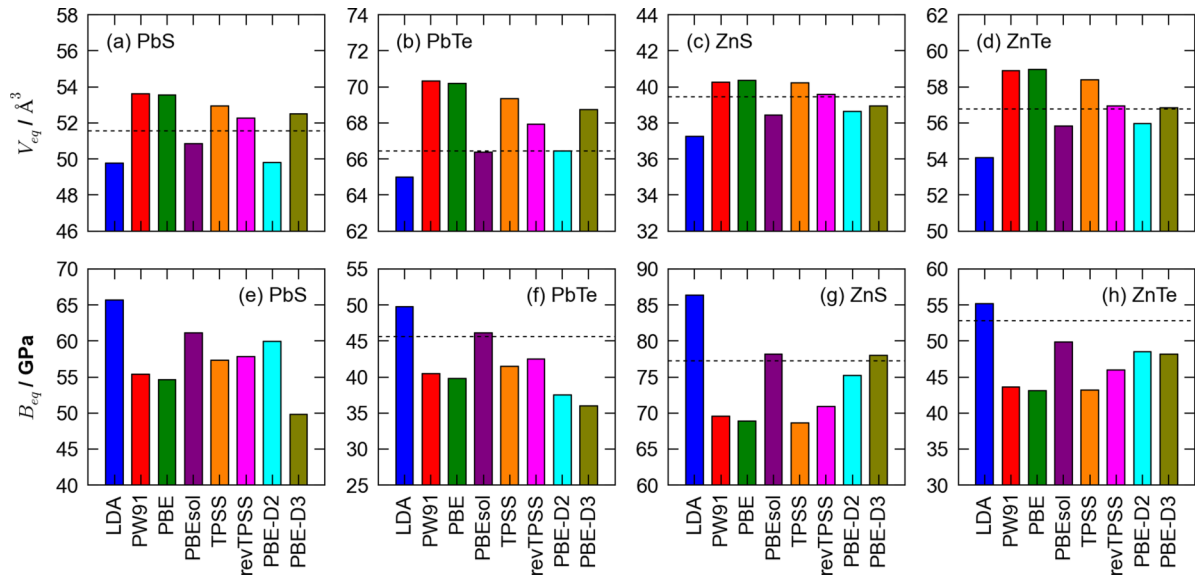 (a) PbS
(b) PbTe
(c) ZnS
(d) ZnTe
V_eq / Å^3
58
56
54
52
50
48
46
72
70
68
66
64
62
44
42
40
38
36
34
32
62
60
58
56
54
52
50
(e) PbS
(f) PbTe
(g) ZnS
(h) ZnTe
B_eq / GPa
70
65
60
55
50
45
40
55
50
45
40
35
30
25
90
85
80
75
70
65
60
60
55
50
45
40
35
30
LDA
PW91
PBE
PBEsol
TPSS
revTPSS
PBE-D2
PBE-D3
LDA
PW91
PBE
PBEsol
TPSS
revTPSS
PBE-D2
PBE-D3
LDA
PW91
PBE
PBEsol
TPSS
revTPSS
PBE-D2
PBE-D3
LDA
PW91
PBE
PBEsol
TPSS
revTPSS
PBE-D2
PBE-D3